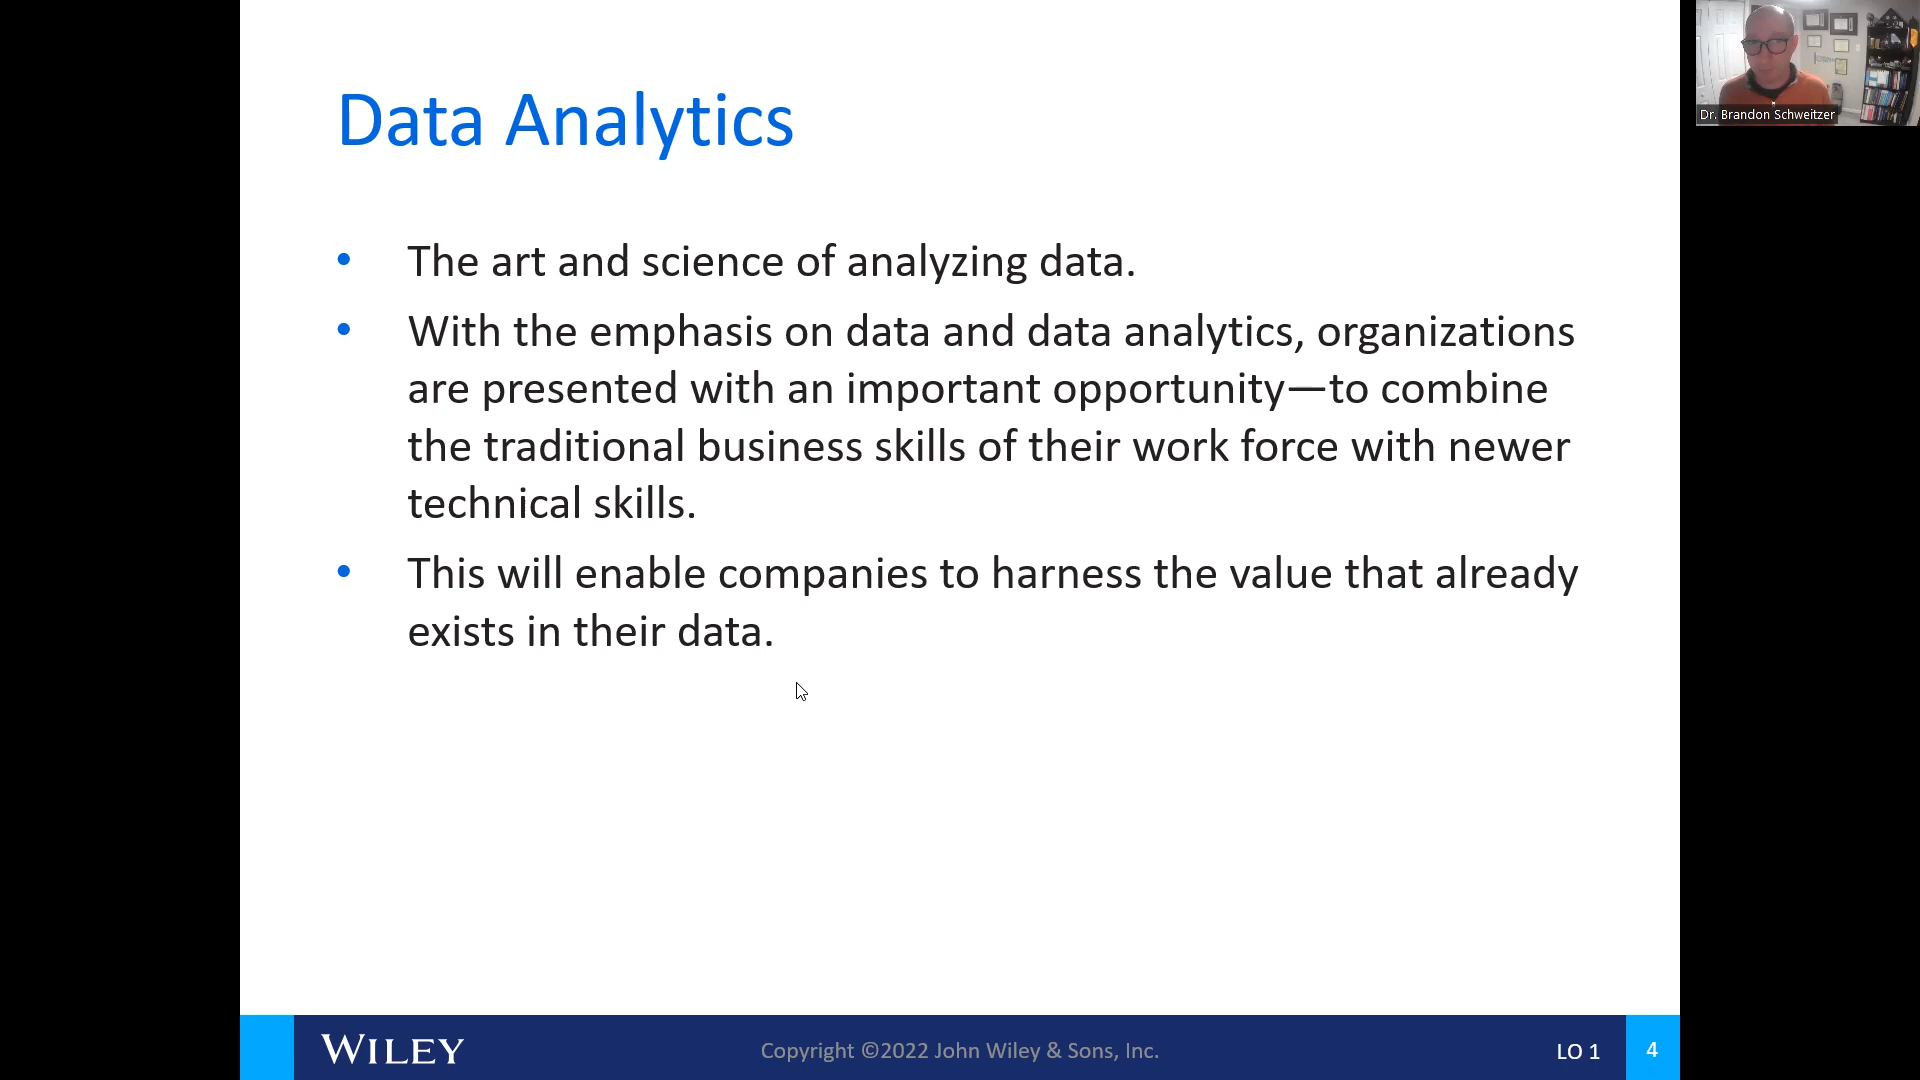 Data Analytics
• The art and science of analyzing data.
• With the emphasis on data and data analytics, organizations
are presented with an important opportunity—to combine
the traditional business skills of their work force with newer
technical skills.
• This will enable companies to harness the value that already
exists in their data.
WILEY
Copyright ©2022 John Wiley & Sons, Inc.
LO 1
4
Dr. Brandon Schweitzer